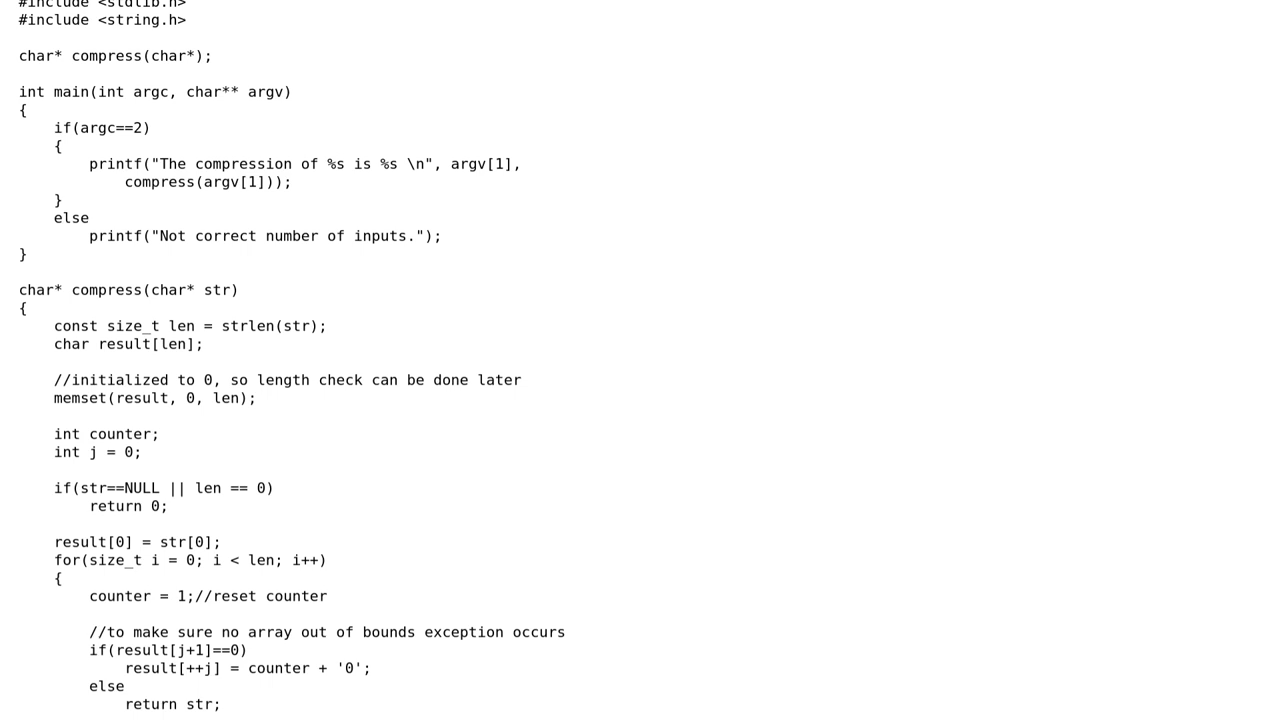 #include <stdlib.h>
#include <string.h>

char* compress(char*);

int main(int argc, char** argv)
{
    if(argc==2)
    {
        printf("The compression of %s is %s \n", argv[1],
            compress(argv[1]));
    }
    else
        printf("Not correct number of inputs.");
}

char* compress(char* str)
{
    const size_t len = strlen(str);
    char result[len];

    //initialized to 0, so length check can be done later
    memset(result, 0, len);

    int counter;
    int j = 0;

    if(str==NULL || len == 0)
        return 0;

    result[0] = str[0];
    for(size_t i = 0; i < len; i++)
    {
        counter = 1;//reset counter

        //to make sure no array out of bounds exception occurs
        if(result[j+1]==0)
            result[++j] = counter + '0';
        else
            return str;